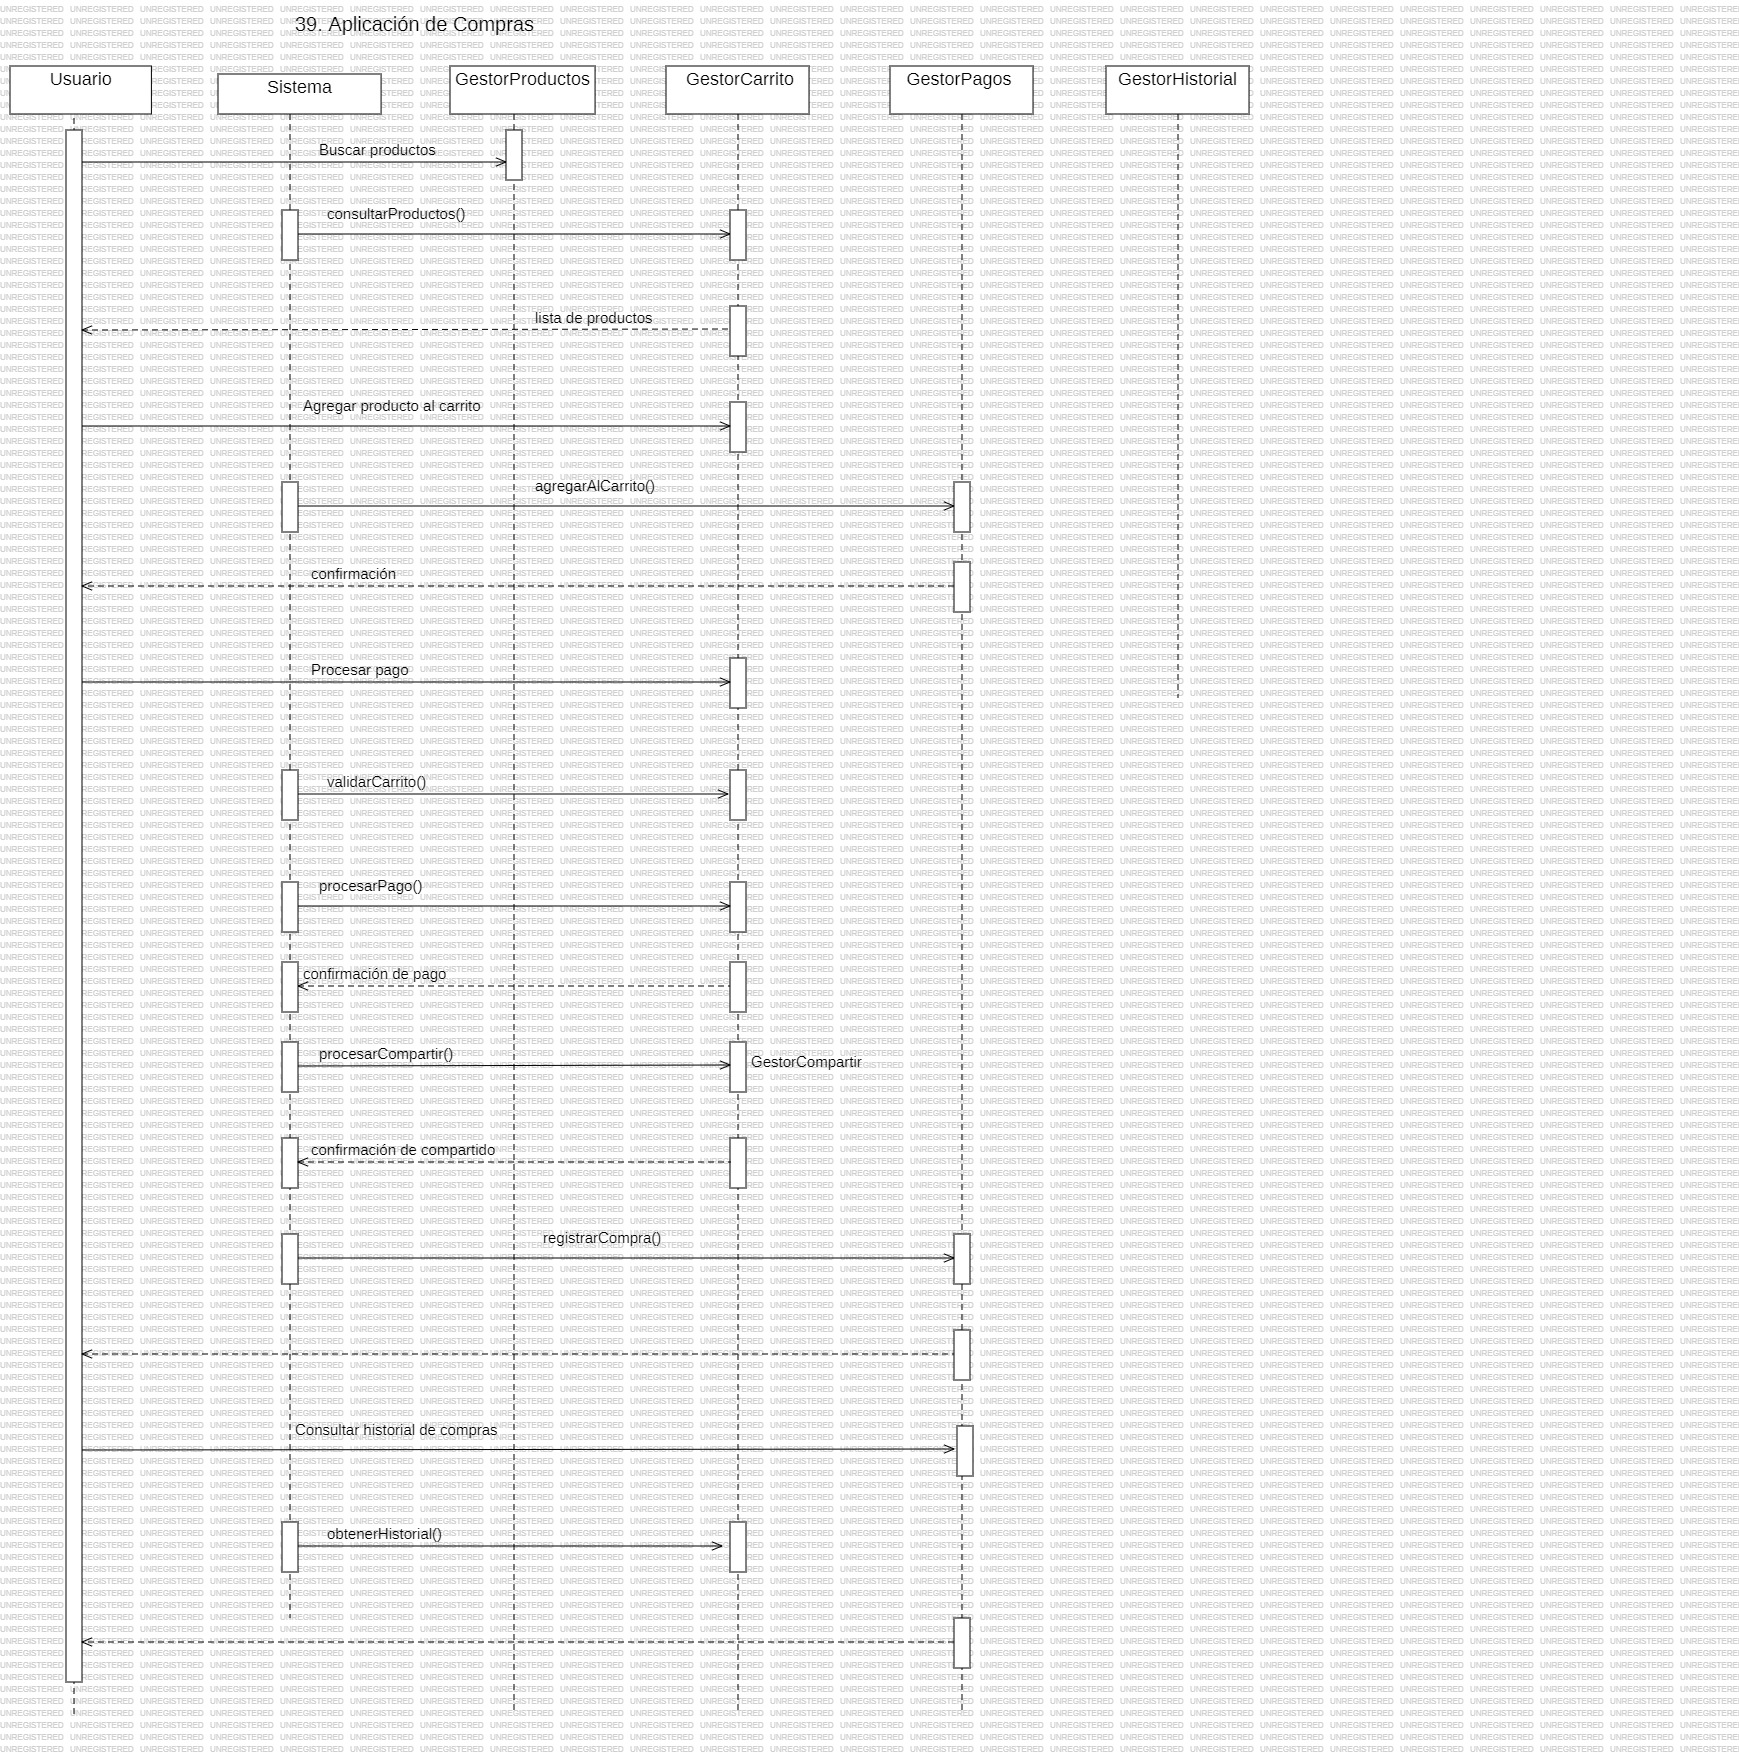 39. Aplicación de Compras
Usuario
Sistema
GestorProductos
GestorCarrito
GestorPagos
GestorHistorial
Buscar productos
consultarProductos()
lista de productos
Agregar producto al carrito
agregarAlCarrito()
confirmación
Procesar pago
validarCarrito()
procesarPago()
confirmación de pago
procesarCompartir()
GestorCompartir
confirmación de compartido
registrarCompra()
Consultar historial de compras
obtenerHistorial()
UNREGISTERED